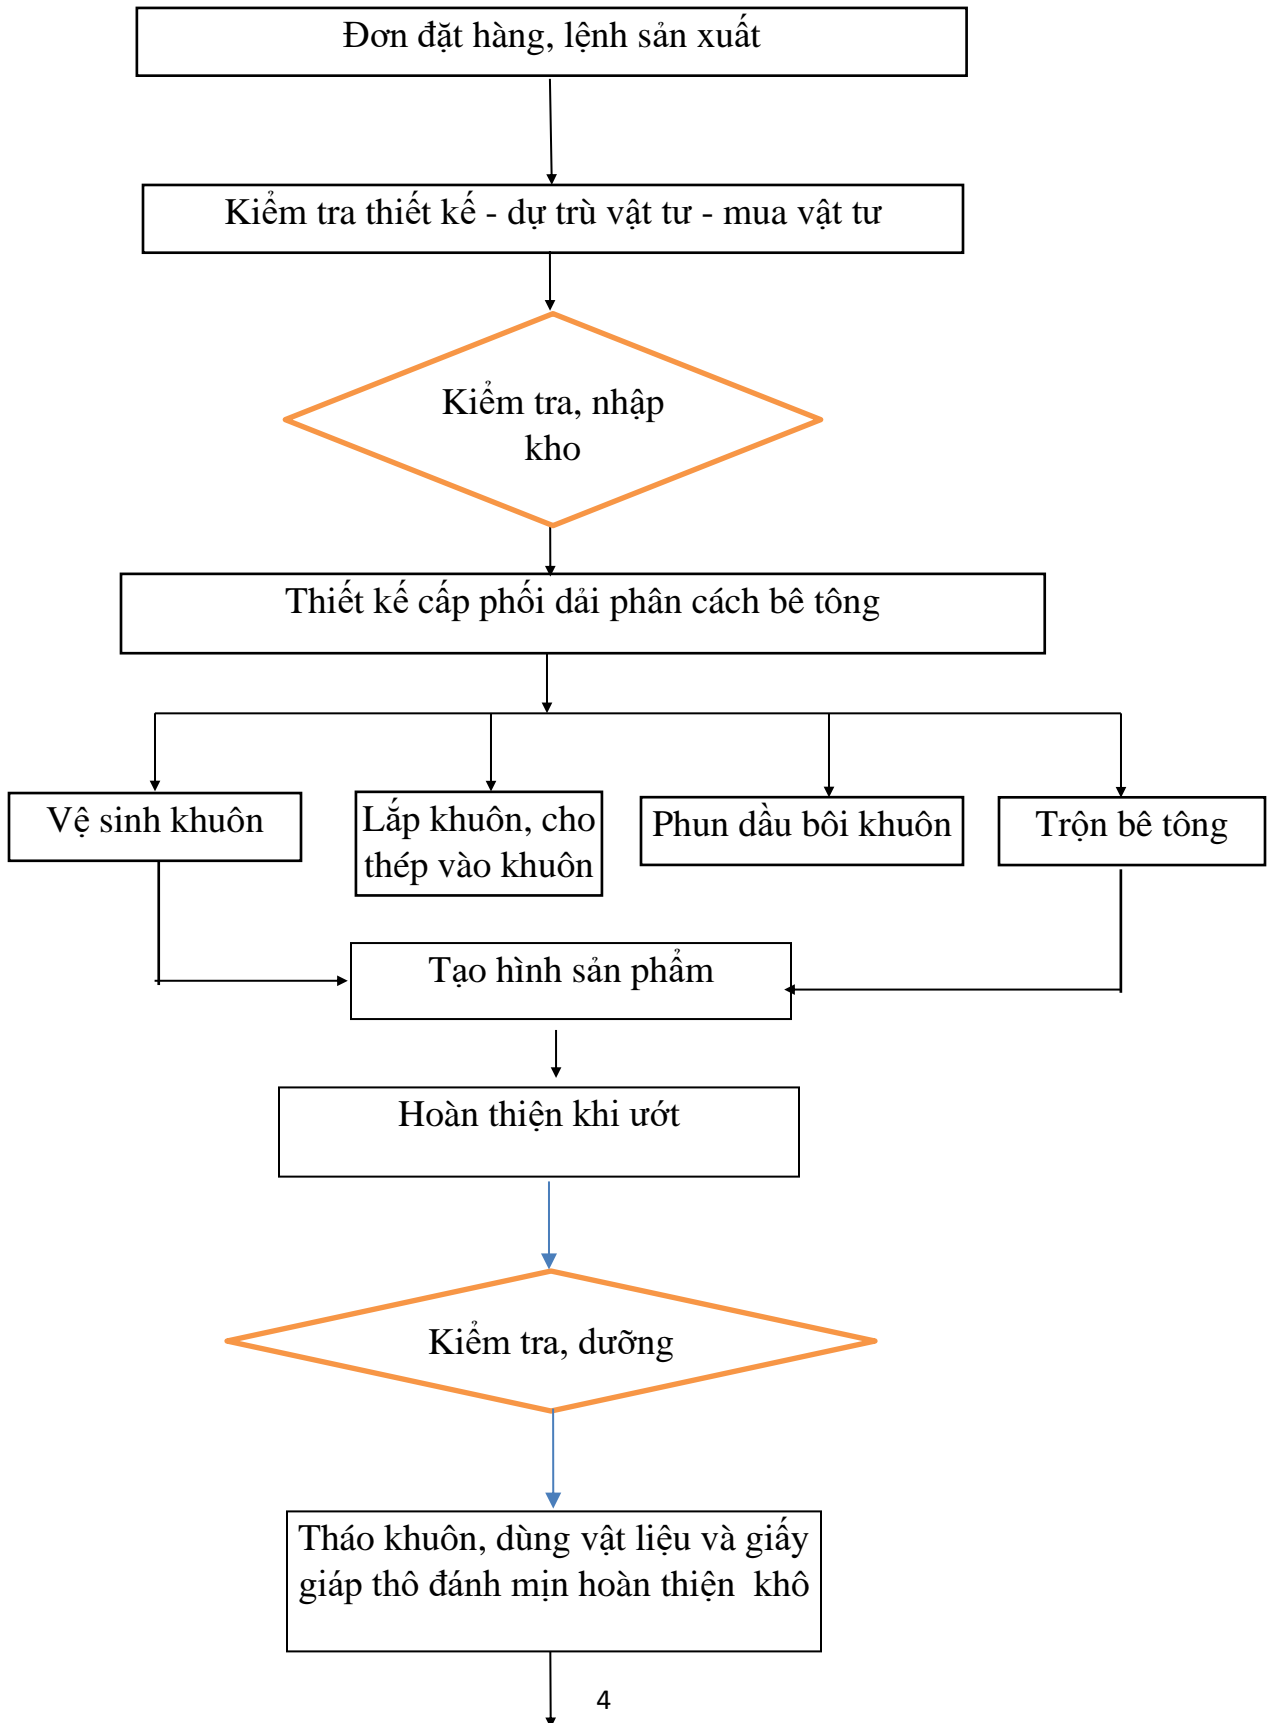 Đơn đặt hàng, lệnh sản xuất
Kiểm tra thiết kế - dự trù vật tư - mua vật tư
Kiểm tra, nhập
kho
Thiết kế cấp phối dải phân cách bê tông
Vệ sinh khuôn
Lắp khuôn, cho
thép vào khuôn
Phun dầu bôi khuôn
Trộn bê tông
Tạo hình sản phẩm
Hoàn thiện khi ướt
Kiểm tra, dưỡng
Tháo khuôn, dùng vật liệu và giấy
giáp thô đánh mịn hoàn thiện  khô
4